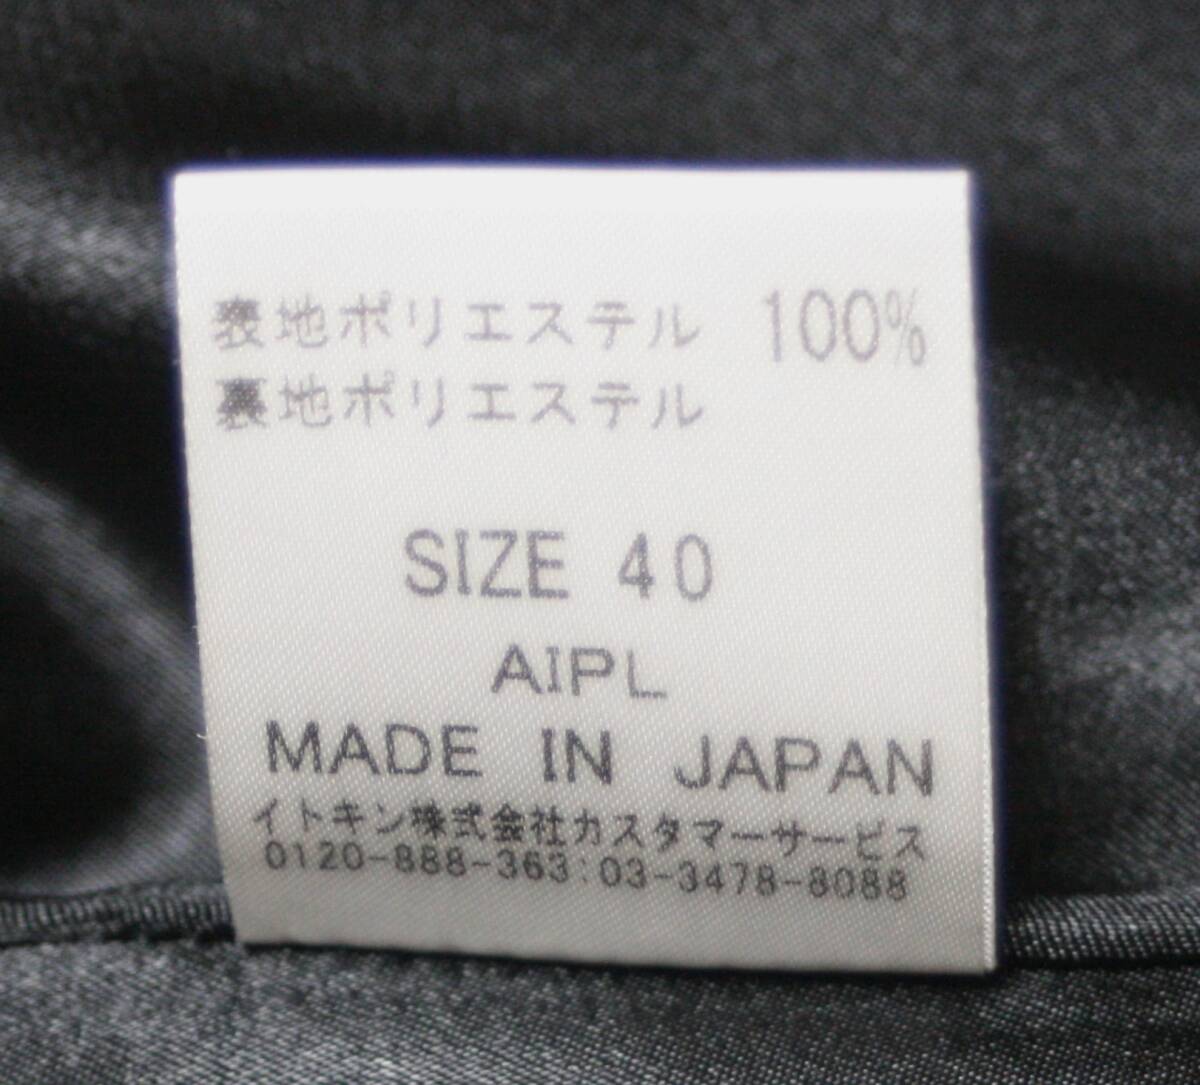 表地ポリエステル 100%
裏地ポリエステル
SIZE 40
AIPL
MADE IN JAPAN
イトキン株式会社カスタマーサービス
0120-888-363:03-3478-8088